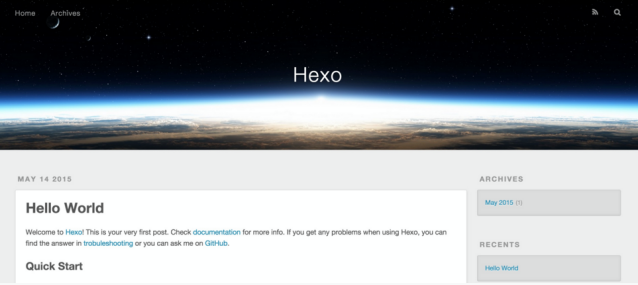 Home Archives
Hexo
MAY 14 2015
Hello World
Welcome to Hexo! This is your very first post. Check documentation for more info. If you get any problems when using Hexo, you can
find the answer in trobuleshooting or you can ask me on GitHub.
Quick Start
ARCHIVES
May 2015 (1)
RECENTS
Hello World